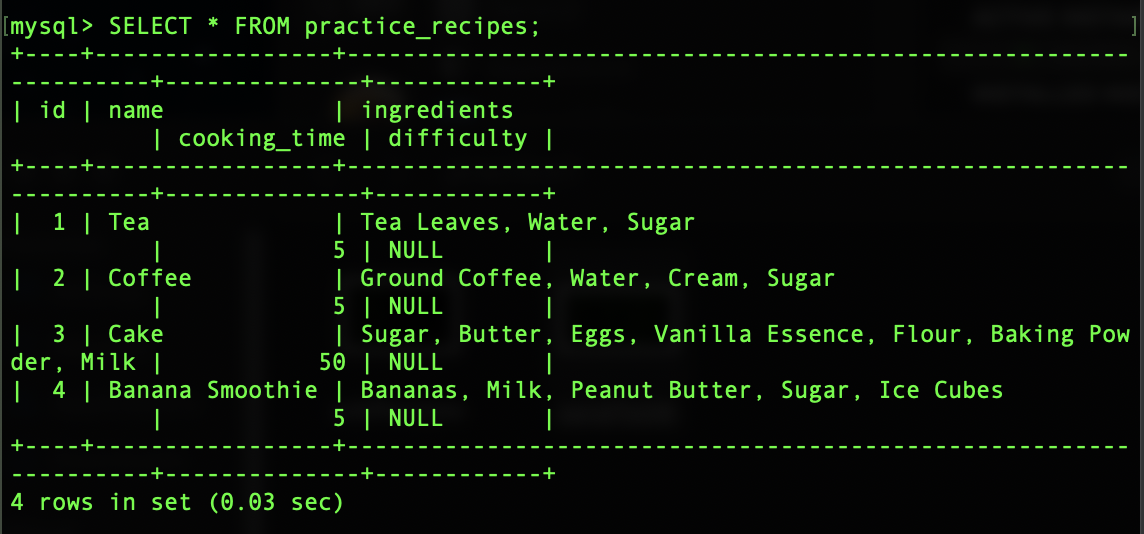 [mysql> SELECT * FROM practice_recipes; ]
+----+-----------------+--------------------------------------------------------
----------+--------------+------------+
| id | name            | ingredients
          | cooking_time | difficulty |
+----+-----------------+--------------------------------------------------------
----------+--------------+------------+
|  1 | Tea             | Tea Leaves, Water, Sugar
          |            5 | NULL       |
|  2 | Coffee          | Ground Coffee, Water, Cream, Sugar
          |            5 | NULL       |
|  3 | Cake            | Sugar, Butter, Eggs, Vanilla Essence, Flour, Baking Pow
der, Milk |           50 | NULL       |
|  4 | Banana Smoothie | Bananas, Milk, Peanut Butter, Sugar, Ice Cubes
          |            5 | NULL       |
+----+-----------------+--------------------------------------------------------
----------+--------------+------------+
4 rows in set (0.03 sec)